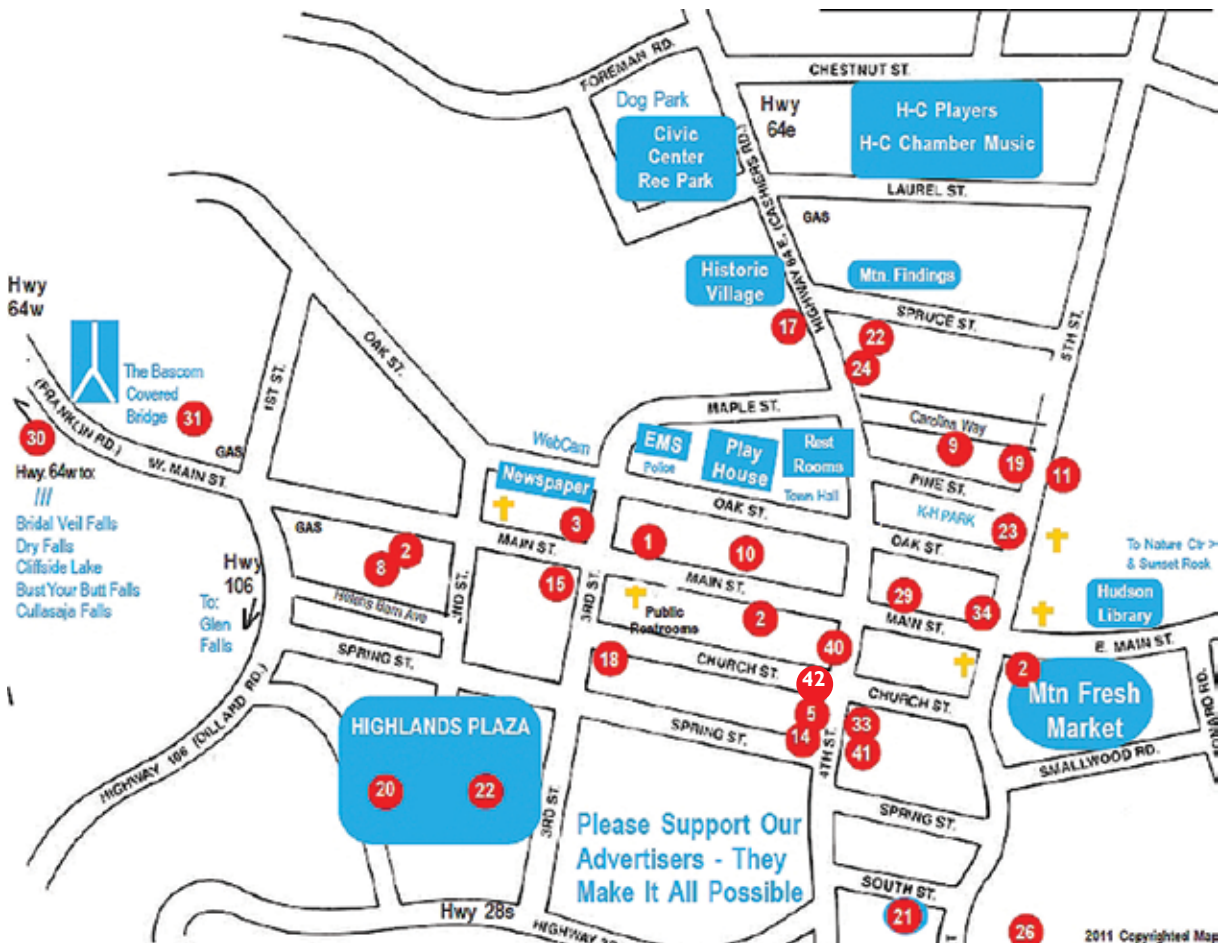 FOREMAN RD.
CHESTNUT ST.
Dog Park
Hwy
64e
H-C Players
H-C Chamber Music
Civic
Center
Rec Park
HIGHWAY 64 E. (CASHIERS RD.)
LAUREL ST.
GAS
Historic
Village
Mtn. Findings
SPRUCE ST.
5TH ST.
17
22
24
Hwy
64w
OAK ST.
1ST ST.
The Bascom
Covered
Bridge
31
30
(FRANKLIN RD.)
W. MAIN ST.
GAS
MAPLE ST.
Carolina Way
9
19
11
WebCam
EMS
Police
Play
House
Rest
Rooms
Town Hall
PINE ST.
Newspaper
OAK ST.
K-H PARK
23
OAK ST.
Hwy. 64w to:
///
Bridal Veil Falls
Dry Falls
Cliffside Lake
Bust Your Butt Falls
Cullasaja Falls
GAS
2
8
3
1
10
MAIN ST.
MAIN ST.
15
Hwy
106
To:
Glen
Falls
Helens Barn Ave
2ND ST.
3RD ST.
Public
Restrooms
2
29
34
MAIN ST.
To Nature Ctr >
& Sunset Rock
Hudson
Library
E. MAIN ST.
SPRING ST.
18
CHURCH ST.
40
42
CHURCH ST.
2
Mtn Fresh
Market
HIGHWAY 106 (DILLARD RD.)
HIGHLANDS PLAZA
20
22
SPRING ST.
5
14
33
41
4TH ST.
SMALLWOOD RD.
3RD ST.
SPRING ST.
Please Support Our
Advertisers - They
Make It All Possible
SOUTH ST.
21
Hwy 28s
26
2011 Copyrighted Map